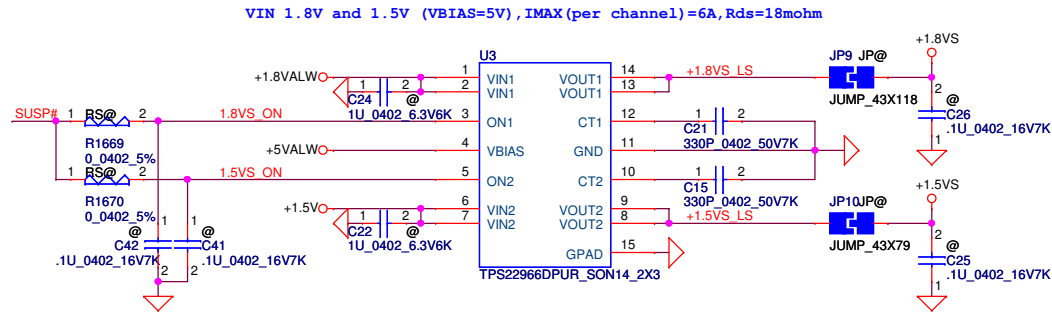 VIN 1.8V and 1.5V (VBIAS=5V),IMAX(per channel)=6A,Rds=18mohm
U3
+1.8VALW
1
2
C24
@
1U_0402_6.3V6K
1
VIN1
2
VIN1
VOUT1
14
VOUT1
13
+1.8VS_LS
JP9
JP@
JUMP_43X118
+1.8VS
2
@
C26
.1U_0402_16V7K
1
SUSP#
1
RS@
2
R1669
0_0402_5%
1.8VS_ON
3
ON1
CT1
12
1
2
C21
330P_0402_50V7K
+5VALW
4
VBIAS
GND
11
1
RS@
2
R1670
0_0402_5%
1.5VS_ON
5
ON2
CT2
10
1
2
C15
330P_0402_50V7K
+1.5V
1
2
C22
@
1U_0402_6.3V6K
6
VIN2
7
VIN2
VOUT2
9
VOUT2
8
+1.5VS_LS
JP10
JP@
JUMP_43X79
+1.5VS
2
@
C25
.1U_0402_16V7K
1
1
@
C42
.1U_0402_16V7K
2
1
@
C41
.1U_0402_16V7K
2
GPAD
15
TPS22966DPUR_SON14_2X3